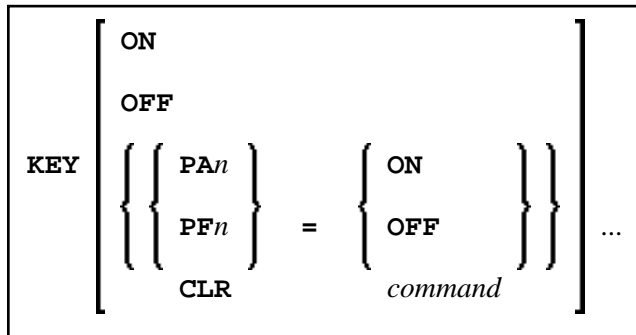 ON
OFF
KEY PAn ON
PFn = OFF ...
CLR command